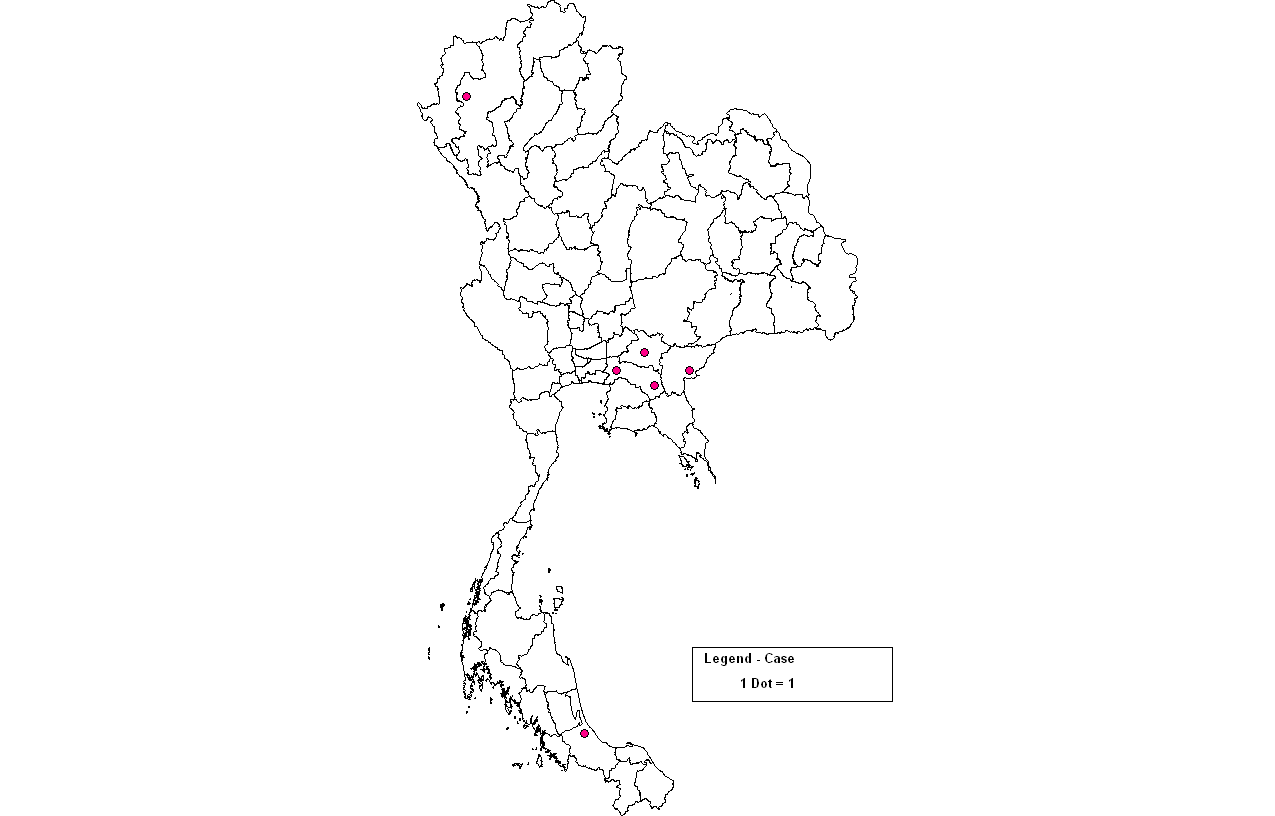 Legend - Case
1 Dot = 1